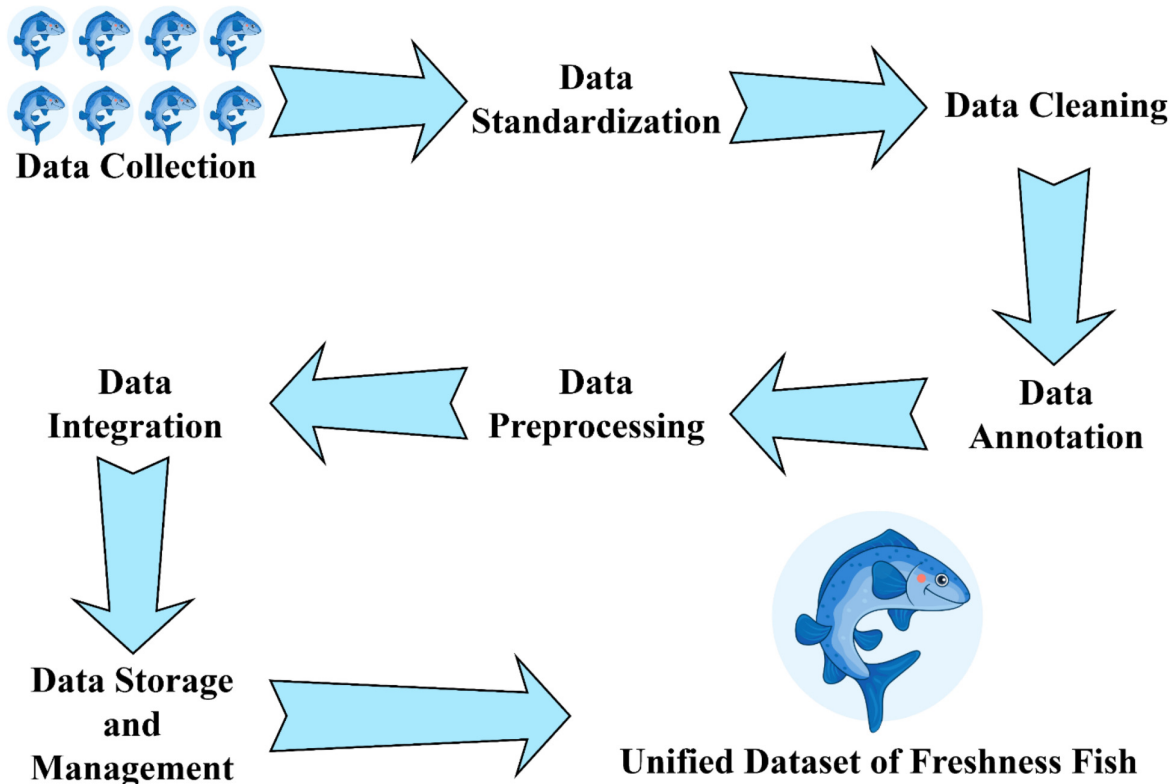 Data Collection
Data
Standardization
Data Cleaning
Data
Annotation
Data
Preprocessing
Data
Integration
Data Storage
and
Management
Unified Dataset of Freshness Fish